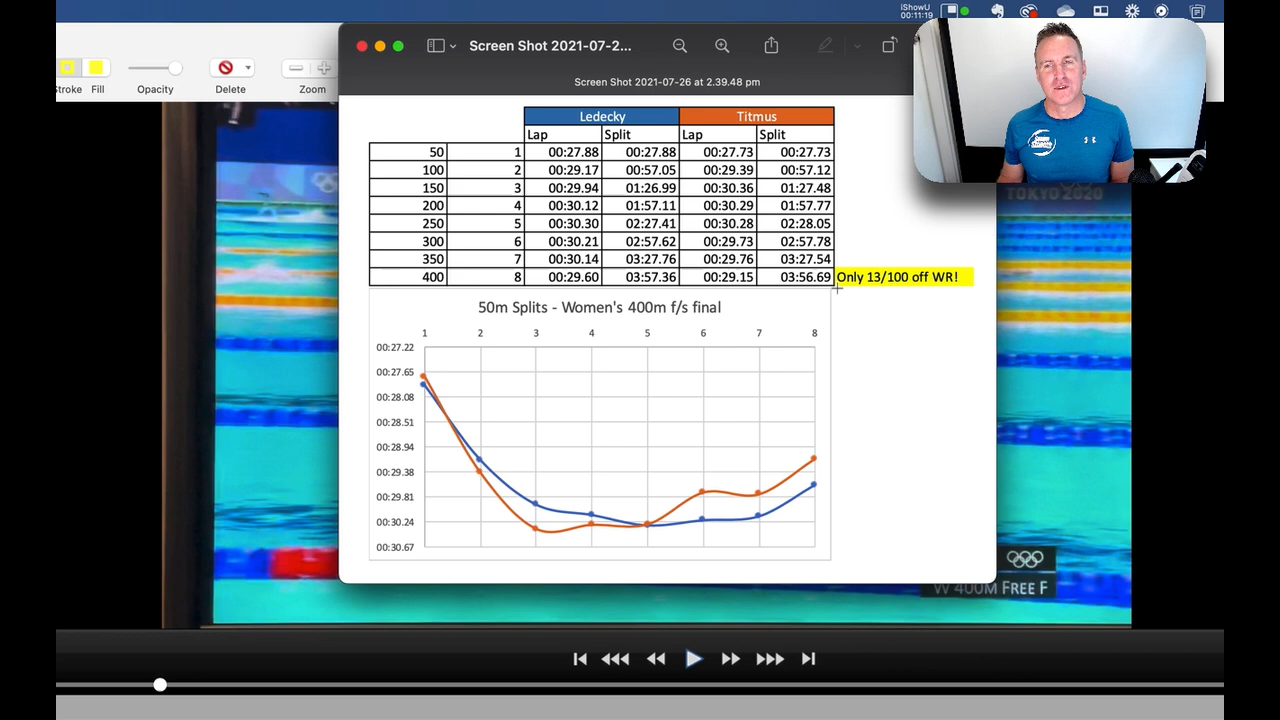 iShowU
00:11:19
Screen Shot 2021-07-2...
Screen Shot 2021-07-26 at 2.39.48 pm
Stroke Fill Opacity Delete Zoom
Ledecky Titmus
Lap Split Lap Split
50 1 00:27.88 00:27.88 00:27.73 00:27.73
100 2 00:29.17 00:57.05 00:29.39 00:57.12
150 3 00:29.94 01:26.99 00:30.36 01:27.48
200 4 00:30.12 01:57.11 00:30.29 01:57.77
250 5 00:30.30 02:27.41 00:30.28 02:28.05
300 6 00:30.21 02:57.62 00:29.73 02:57.78
350 7 00:30.14 03:27.76 00:29.76 03:27.54
400 8 00:29.60 03:57.36 00:29.15 03:56.69 Only 13/100 off WR!
TOKYO 2020
50m Splits - Women's 400m f/s final
1 2 3 4 5 6 7 8
00:27.22
00:27.65
00:28.08
00:28.51
00:28.94
00:29.38
00:29.81
00:30.24
00:30.67
W 400M FREE F